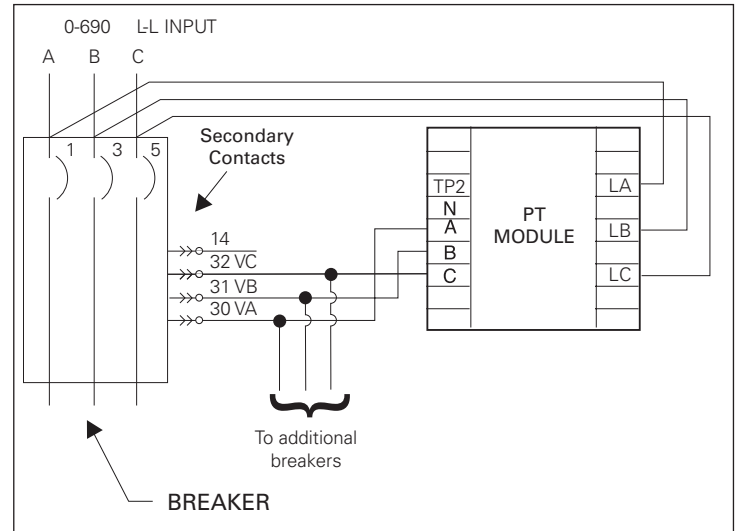 0-690 L-L INPUT
A B C
1 3 5
Secondary
Contacts
14
32 VC
31 VB
30 VA
TP2
N
A
B
C
PT
MODULE
LA
LB
LC
To additional
breakers
BREAKER